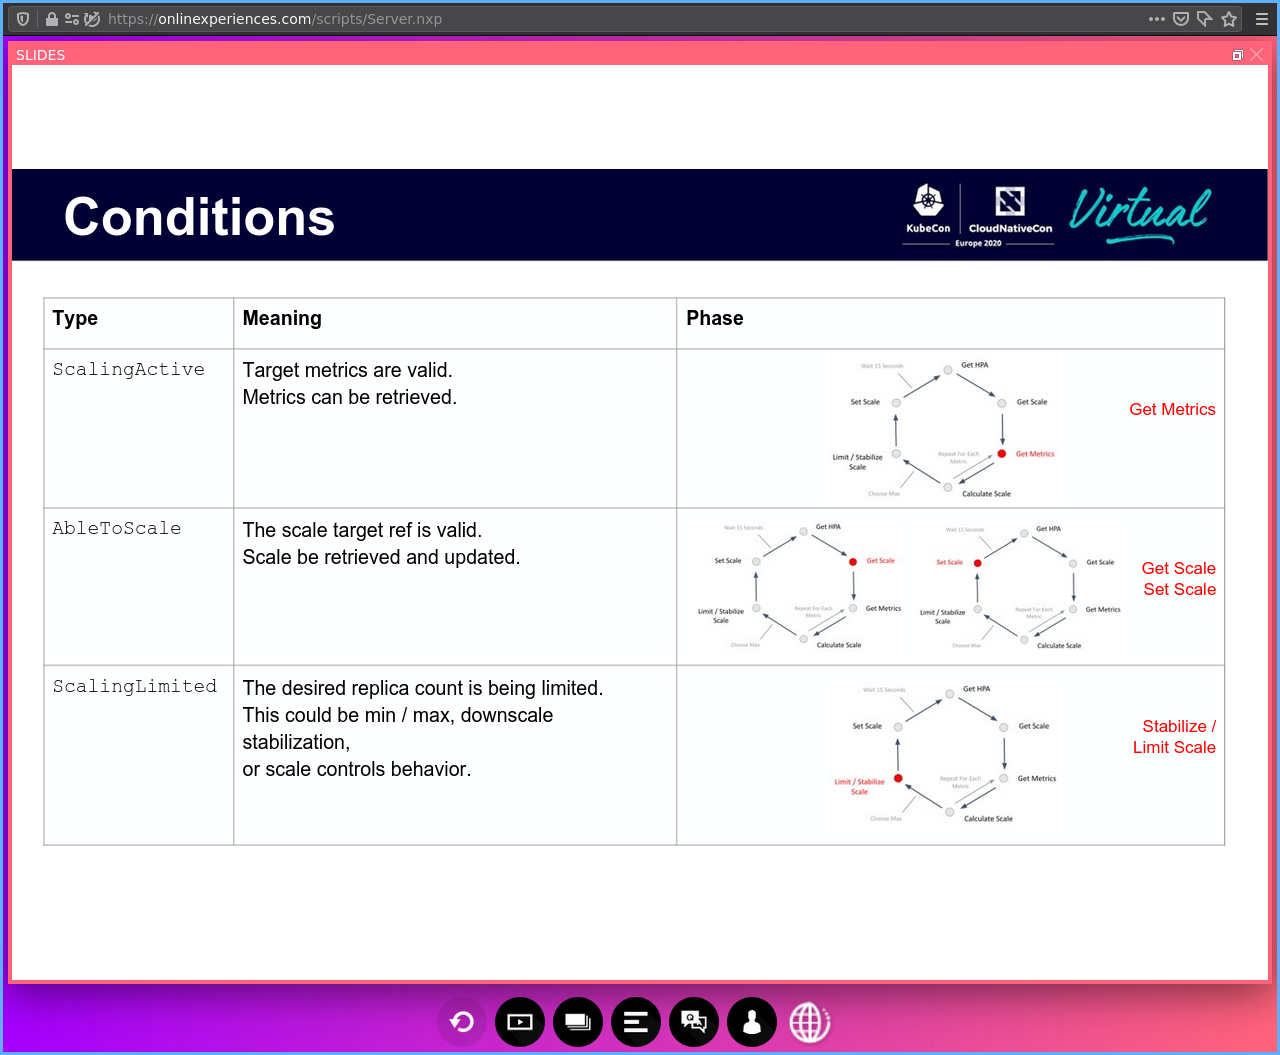 https://onlinexperiences.com/scripts/Server.nxp
SLIDES
Conditions
KubeCon
CloudNativeCon
Europe 2020
Virtual
Type
Meaning
Phase
ScalingActive
Target metrics are valid.
Metrics can be retrieved.
Wait 15 Seconds
Get HPA
Set Scale
Get Scale
Limit / Stabilize
Scale
Repeat For Each
Metric
Get Metrics
Choose Max
Calculate Scale
Get Metrics
AbleToScale
The scale target ref is valid.
Scale be retrieved and updated.
Wait 15 Seconds
Get HPA
Set Scale
Get Scale
Limit / Stabilize
Scale
Repeat For Each
Metric
Get Metrics
Choose Max
Calculate Scale
Wait 15 Seconds
Get HPA
Set Scale
Get Scale
Limit / Stabilize
Scale
Repeat For Each
Metric
Get Metrics
Choose Max
Calculate Scale
Get Scale
Set Scale
ScalingLimited
The desired replica count is being limited.
This could be min / max, downscale
stabilization,
or scale controls behavior.
Wait 15 Seconds
Get HPA
Set Scale
Get Scale
Limit / Stabilize
Scale
Repeat For Each
Metric
Get Metrics
Choose Max
Calculate Scale
Stabilize /
Limit Scale